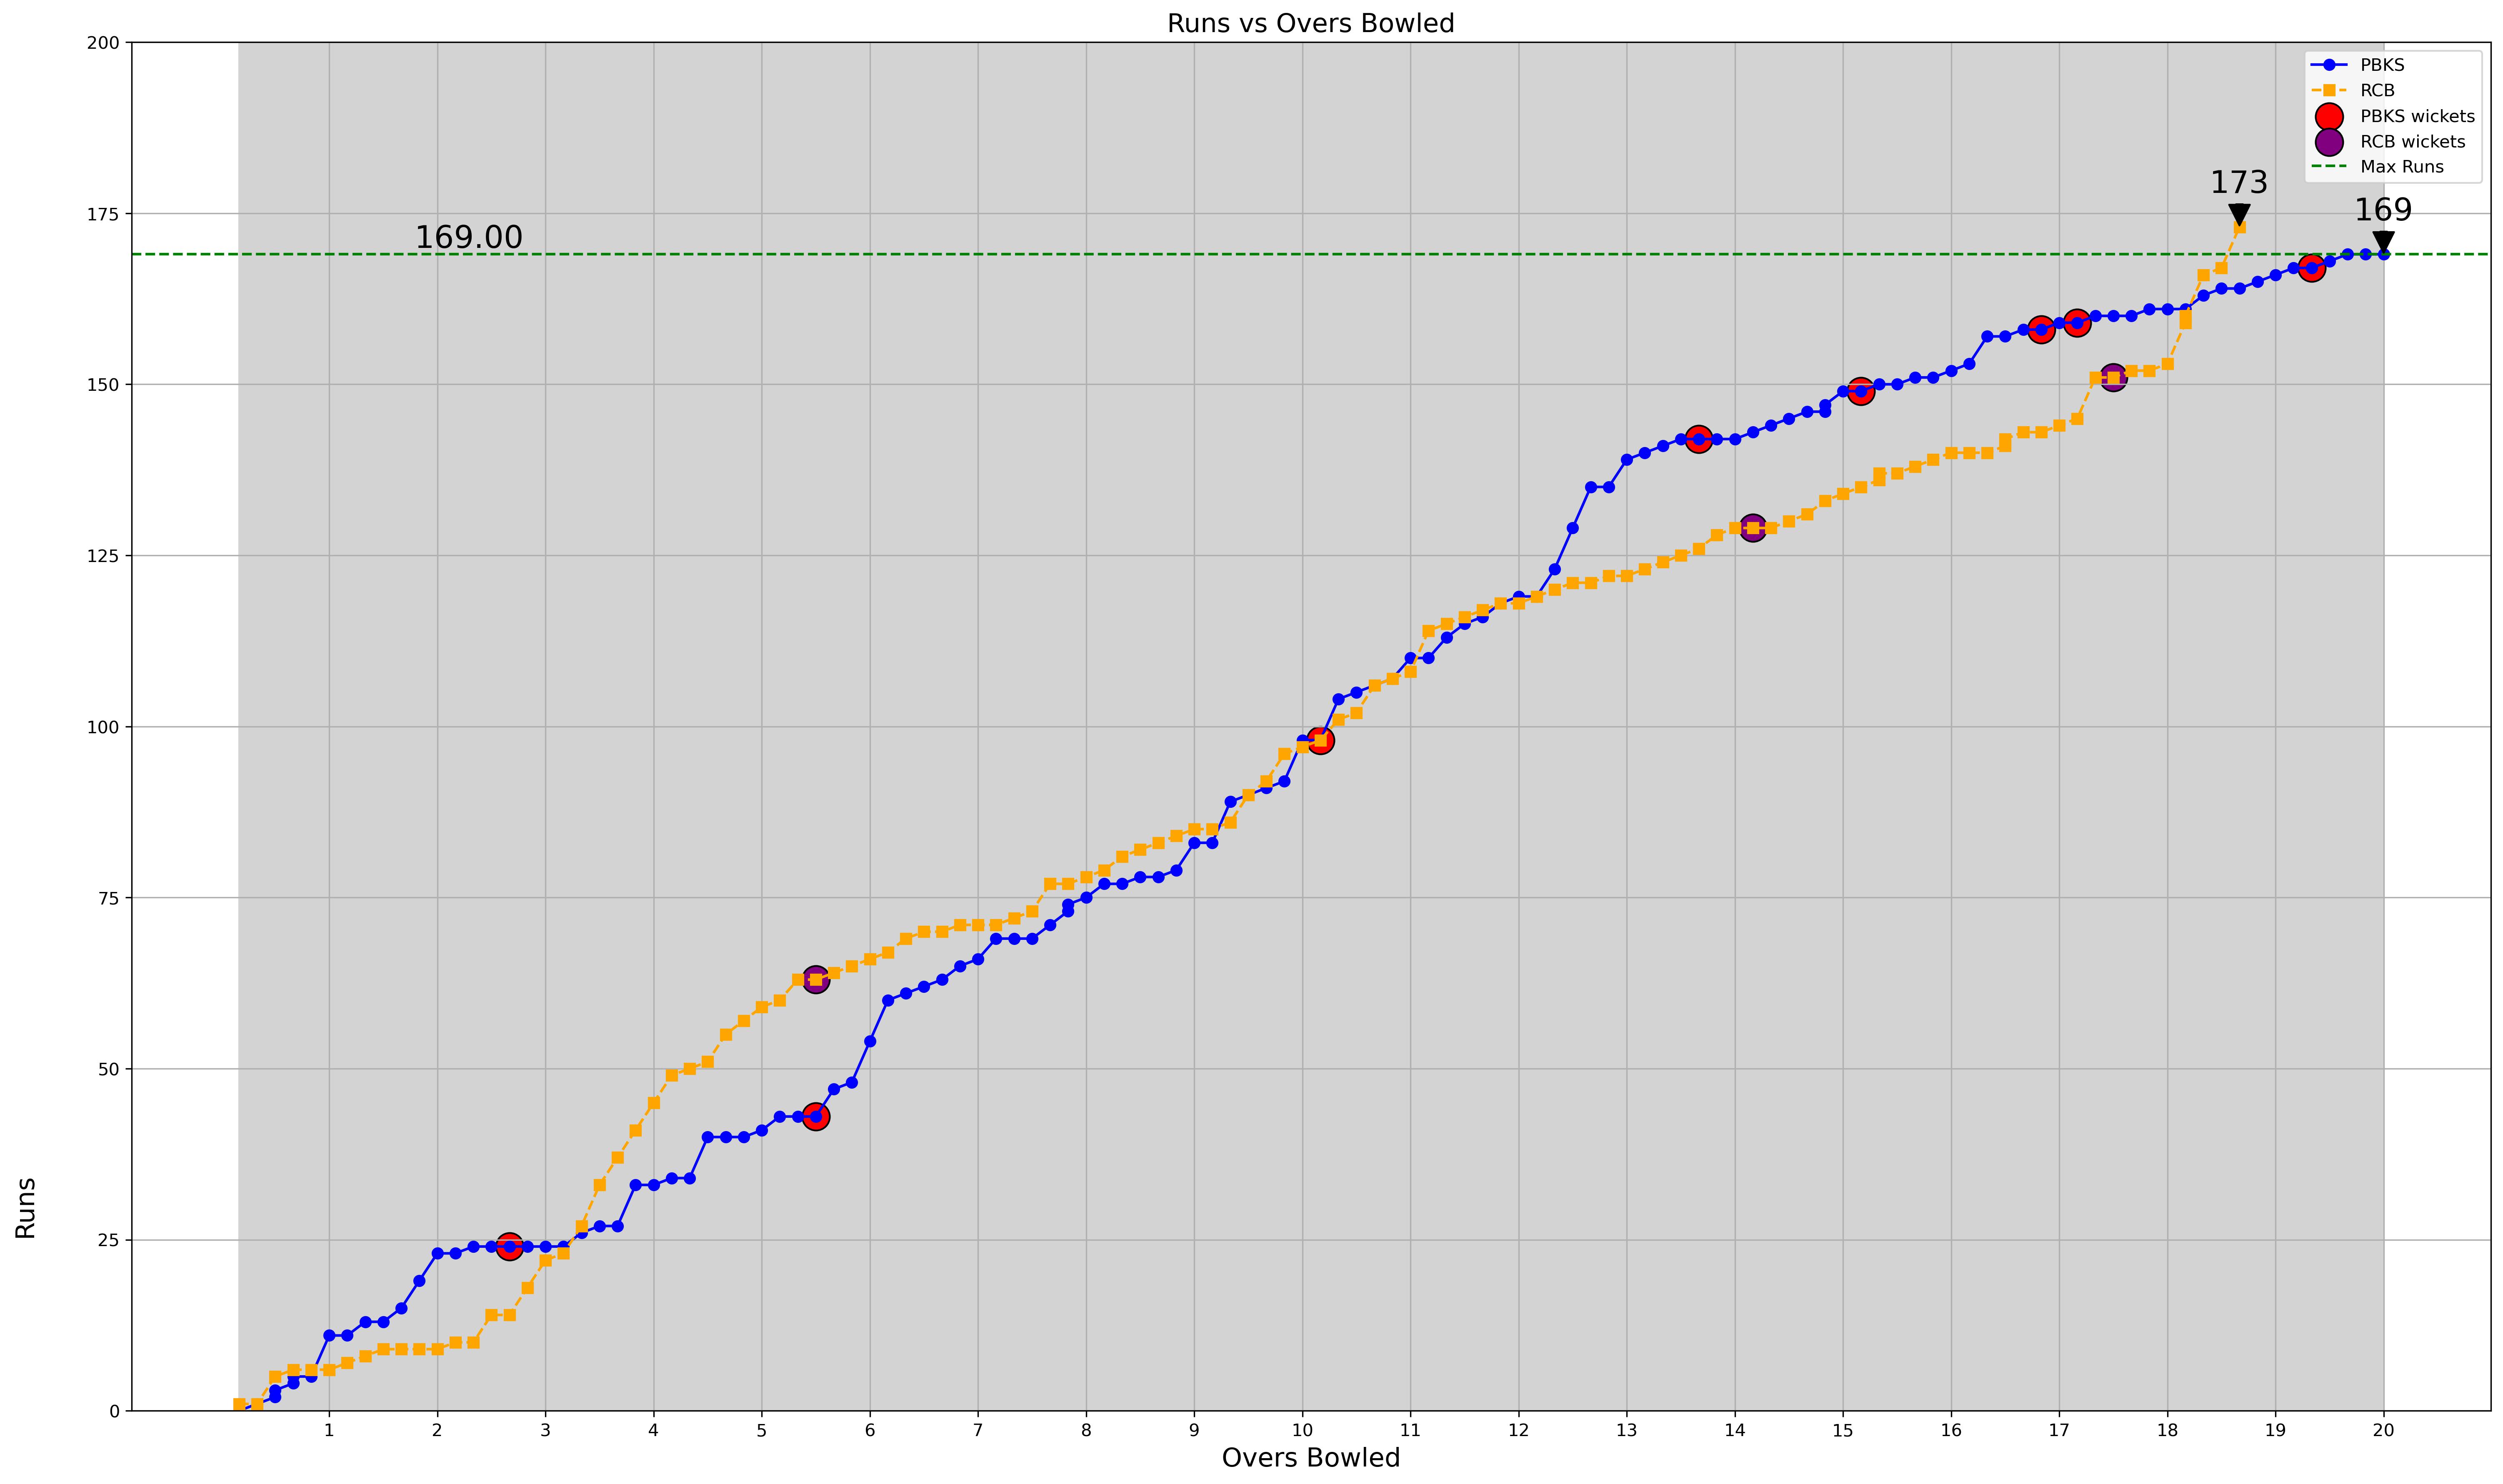 Runs vs Overs Bowled
200
175
150
125
100
75
50
25
0
Runs
1 2 3 4 5 6 7 8 9 10 11 12 13 14 15 16 17 18 19 20
Overs Bowled
169.00
173
169
PBKS
RCB
PBKS wickets
RCB wickets
Max Runs